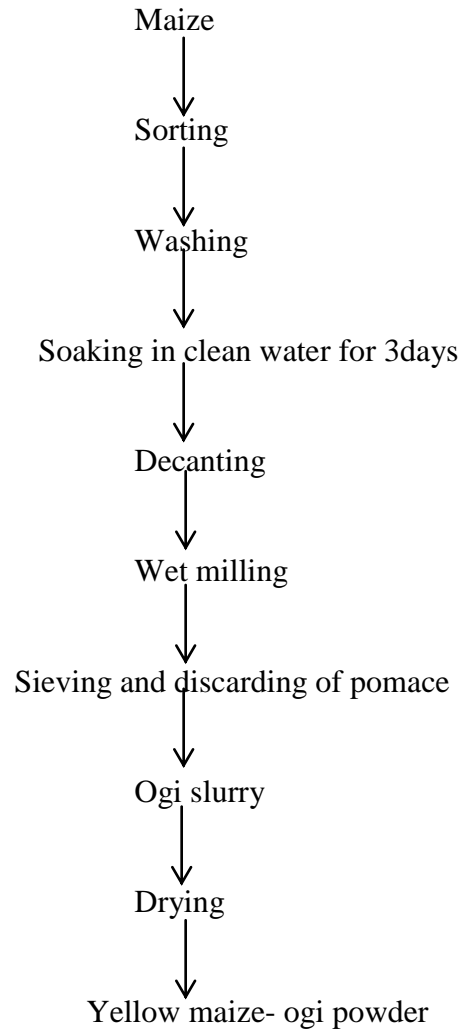 Maize
Sorting
Washing
Soaking in clean water for 3days
Decanting
Wet milling
Sieving and discarding of pomace
Ogi slurry
Drying
Yellow maize- ogi powder